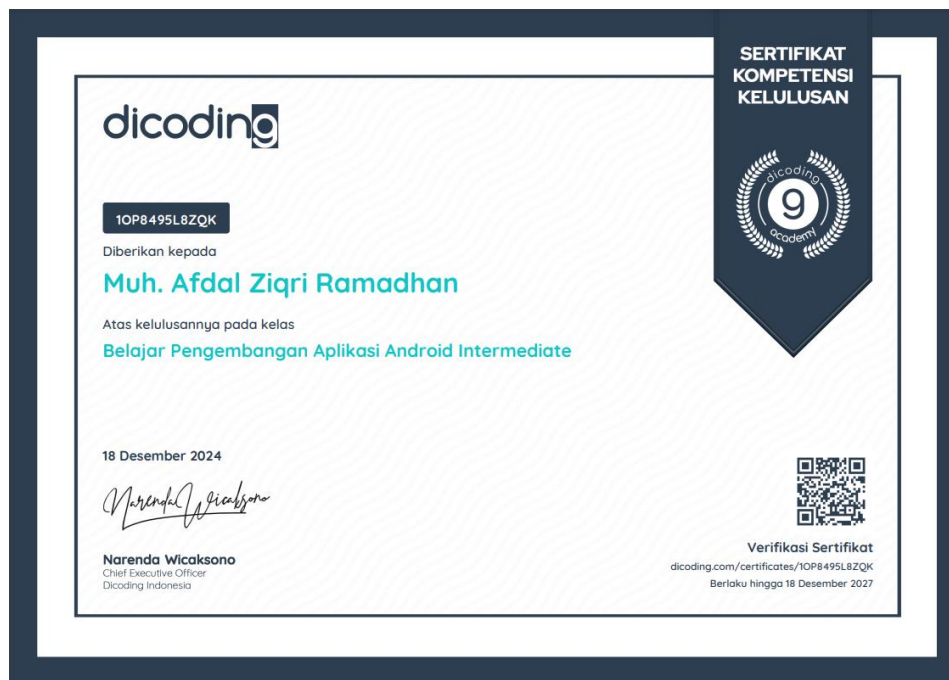 SERTIFIKAT
KOMPETENSI
KELULUSAN
dicoding
dicoding
9
academy
1OP8495L8ZQK
Diberikan kepada
Muh. Afdal Ziqri Ramadhan
Atas kelulusannya pada kelas
Belajar Pengembangan Aplikasi Android Intermediate
18 Desember 2024
Narenda Wicaksono
Narenda Wicaksono
Chief Executive Officer
Dicoding Indonesia
Verifikasi Sertifikat
dicoding.com/certificates/1OP8495L8ZQK
Berlaku hingga 18 Desember 2027